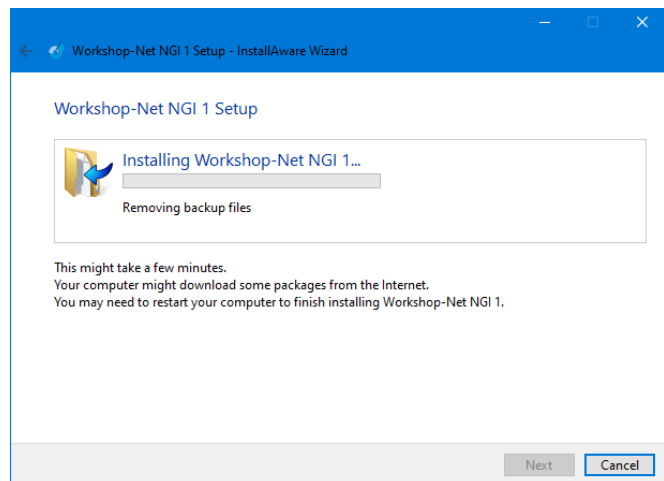 Workshop-Net NGI 1 Setup - InstallAware Wizard
Workshop-Net NGI 1 Setup
Installing Workshop-Net NGI 1...
Removing backup files
This might take a few minutes.
Your computer might download some packages from the Internet.
You may need to restart your computer to finish installing Workshop-Net NGI 1.
Next
Cancel